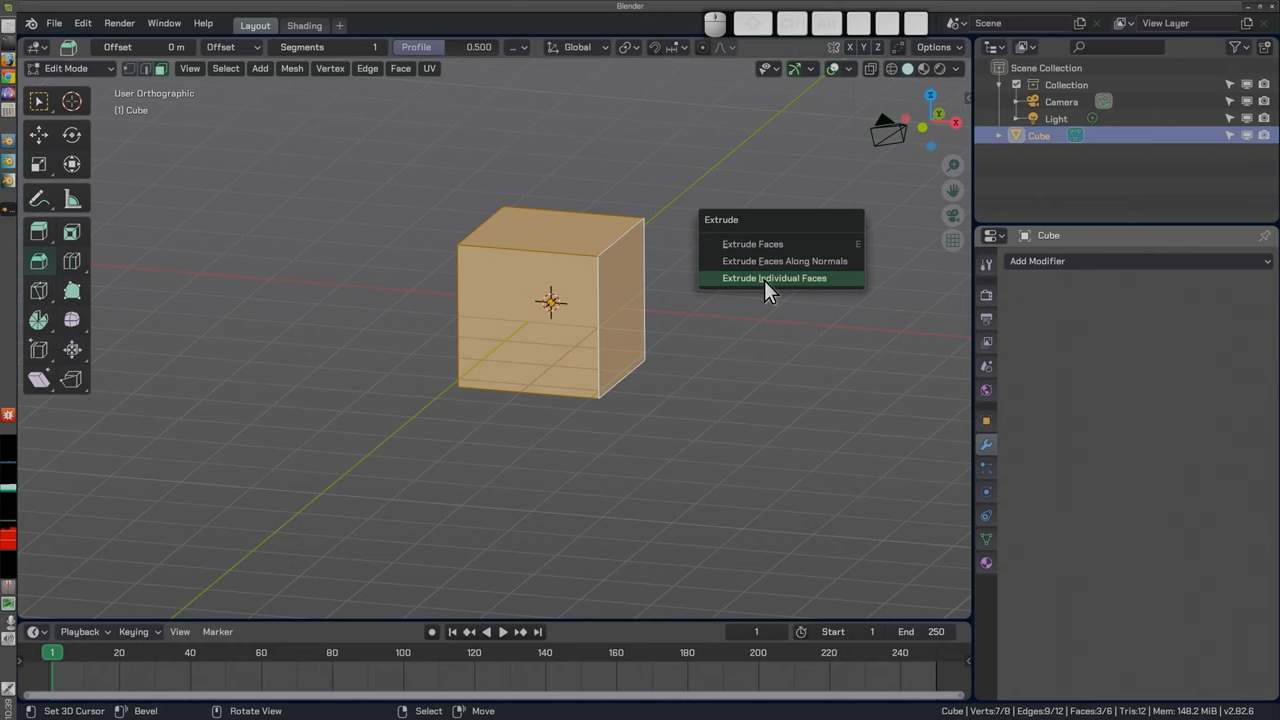 Blender
File Edit Render Window Help Layout Shading + Ctrl Alt Scene View Layer
Offset 0 m Offset Segments 1 Profile 0.500 ... Global X Y Z Options
Edit Mode View Select Add Mesh Vertex Edge Face UV
User Orthographic
(1) Cube
Z
Y
X
Scene Collection
Collection
Camera
Light
Cube
Extrude
Extrude Faces E
Extrude Faces Along Normals
Extrude Individual Faces
Cube
Add Modifier
Playback Keying View Marker 1 Start 1 End 250
1 20 40 60 80 100 120 140 160 180 200 220 240
Set 3D Cursor Bevel Rotate View Select Move Cube | Verts:7/8 | Edges:9/12 | Faces:3/6 | Tris:12 | Mem: 148.2 MiB | v2.82.6